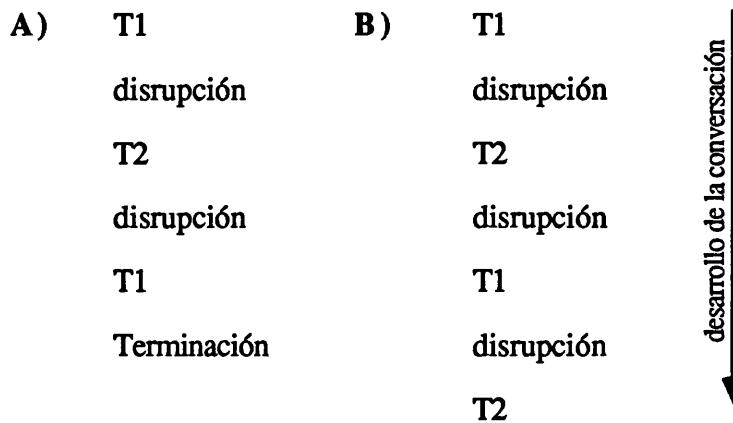 A) T1
disrupción
T2
disrupción
T1
Terminación
B) T1
disrupción
T2
disrupción
T1
disrupción
T2
desarrollo de la conversación